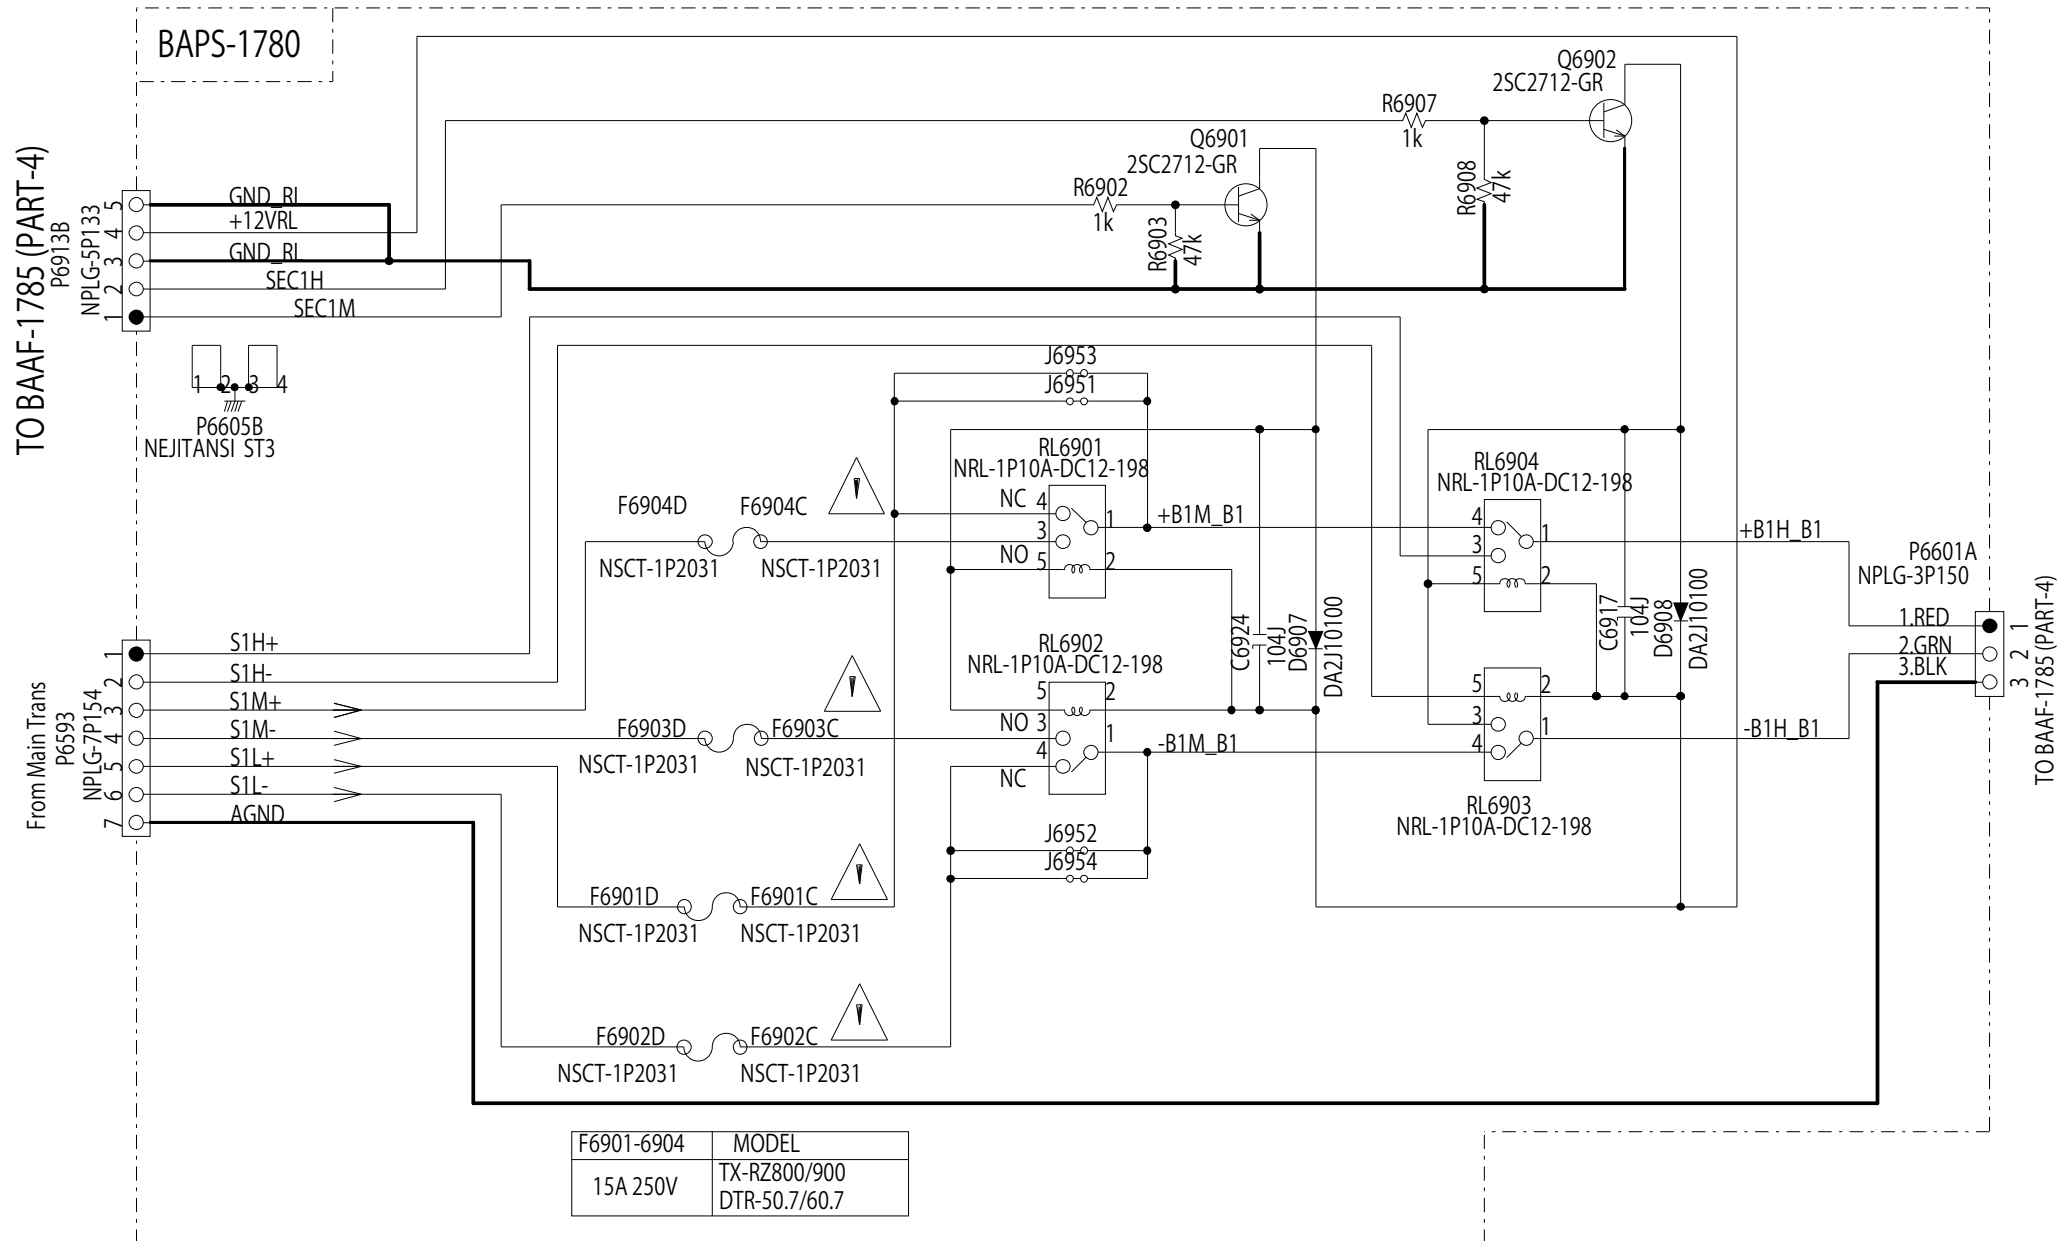 BAPS-1780
Q6902
2SC2712-GR
R6907
1k
Q6901
2SC2712-GR
R6908
47k
R6902
1k
R6903
47k
TO BAAF-1785 (PART-4)
P6913B
NPLG-5P133
5
4
3
2
1
GND_RL
+12VRL
GND_RL
SEC1H
SEC1M
1 2 3 4
P6605B
NEJITANSI ST3
J6953
J6951
RL6901
NRL-1P10A-DC12-198
NC 4
1
3
NO
5 2
+B1M_B1
RL6904
NRL-1P10A-DC12-198
4
1
3
5 2
+B1H_B1
P6601A
NPLG-3P150
1.RED
2.GRN
3.BLK
1
2
3
TO BAAF-1785 (PART-4)
F6904D F6904C
NSCT-1P2031 NSCT-1P2031
C6924
104J
D6907
DA2J10100
C6917
104J
D6908
DA2J10100
RL6902
NRL-1P10A-DC12-198
5 2
NO 3
1
4
NC
-B1M_B1
5 2
3
1
4
-B1H_B1
RL6903
NRL-1P10A-DC12-198
From Main Trans
P6593
NPLG-7P154
1
2
3
4
5
6
7
S1H+
S1H-
S1M+
S1M-
S1L+
S1L-
AGND
F6903D F6903C
NSCT-1P2031 NSCT-1P2031
J6952
J6954
F6901D F6901C
NSCT-1P2031 NSCT-1P2031
F6902D F6902C
NSCT-1P2031 NSCT-1P2031
F6901-6904 MODEL
15A 250V
TX-RZ800/900
DTR-50.7/60.7